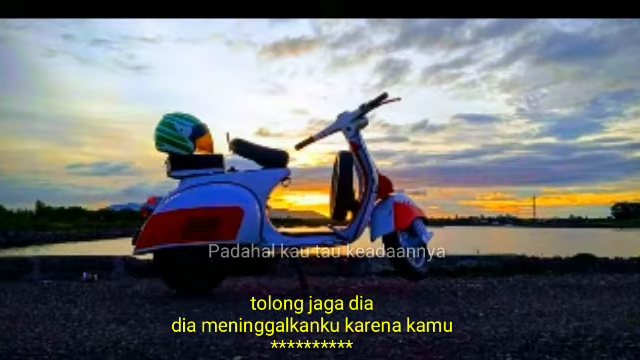 Padahal kau tau keadaannya
tolong jaga dia
dia meninggalkanku karena kamu
**********